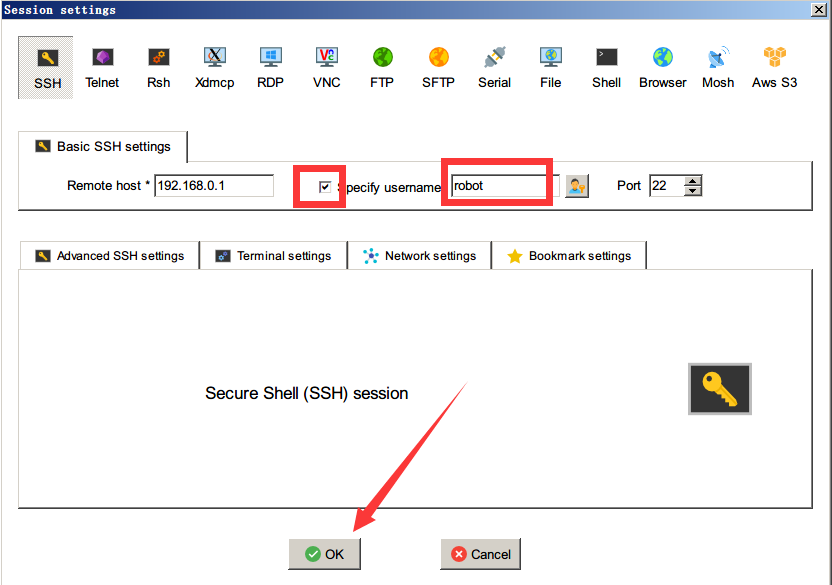 Session settings
SSH Telnet Rsh Xdmcp RDP VNC FTP SFTP Serial File Shell Browser Mosh Aws S3
Basic SSH settings
Remote host * 192.168.0.1 Specify username robot Port 22
Advanced SSH settings Terminal settings Network settings Bookmark settings
Secure Shell (SSH) session
OK Cancel